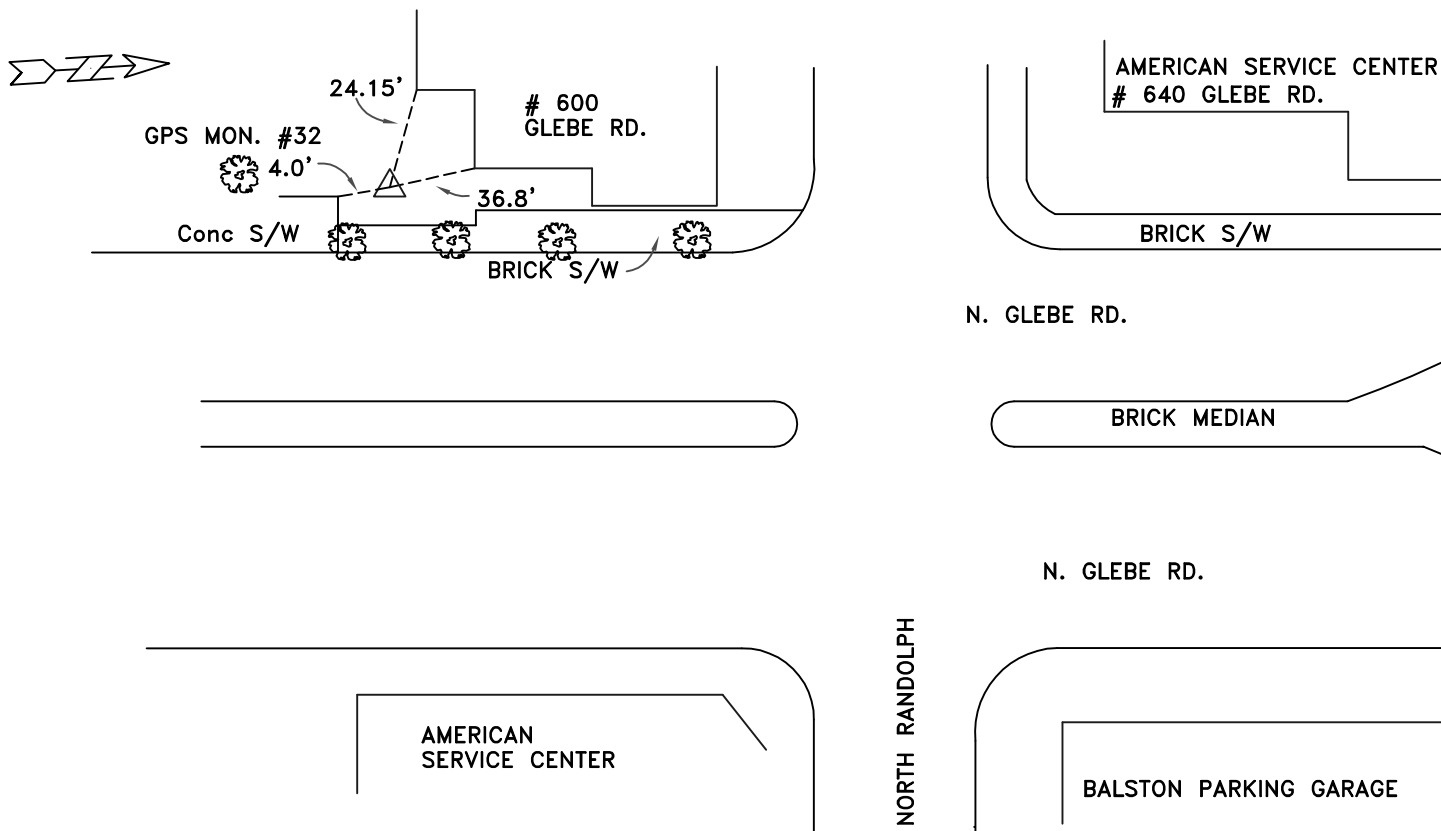 AMERICAN SERVICE CENTER
# 640 GLEBE RD.
24.15'
# 600
GLEBE RD.
GPS MON. #32
4.0'
36.8'
Conc S/W
BRICK S/W
BRICK S/W
N. GLEBE RD.
BRICK MEDIAN
N. GLEBE RD.
NORTH RANDOLPH
AMERICAN
SERVICE CENTER
BALSTON PARKING GARAGE